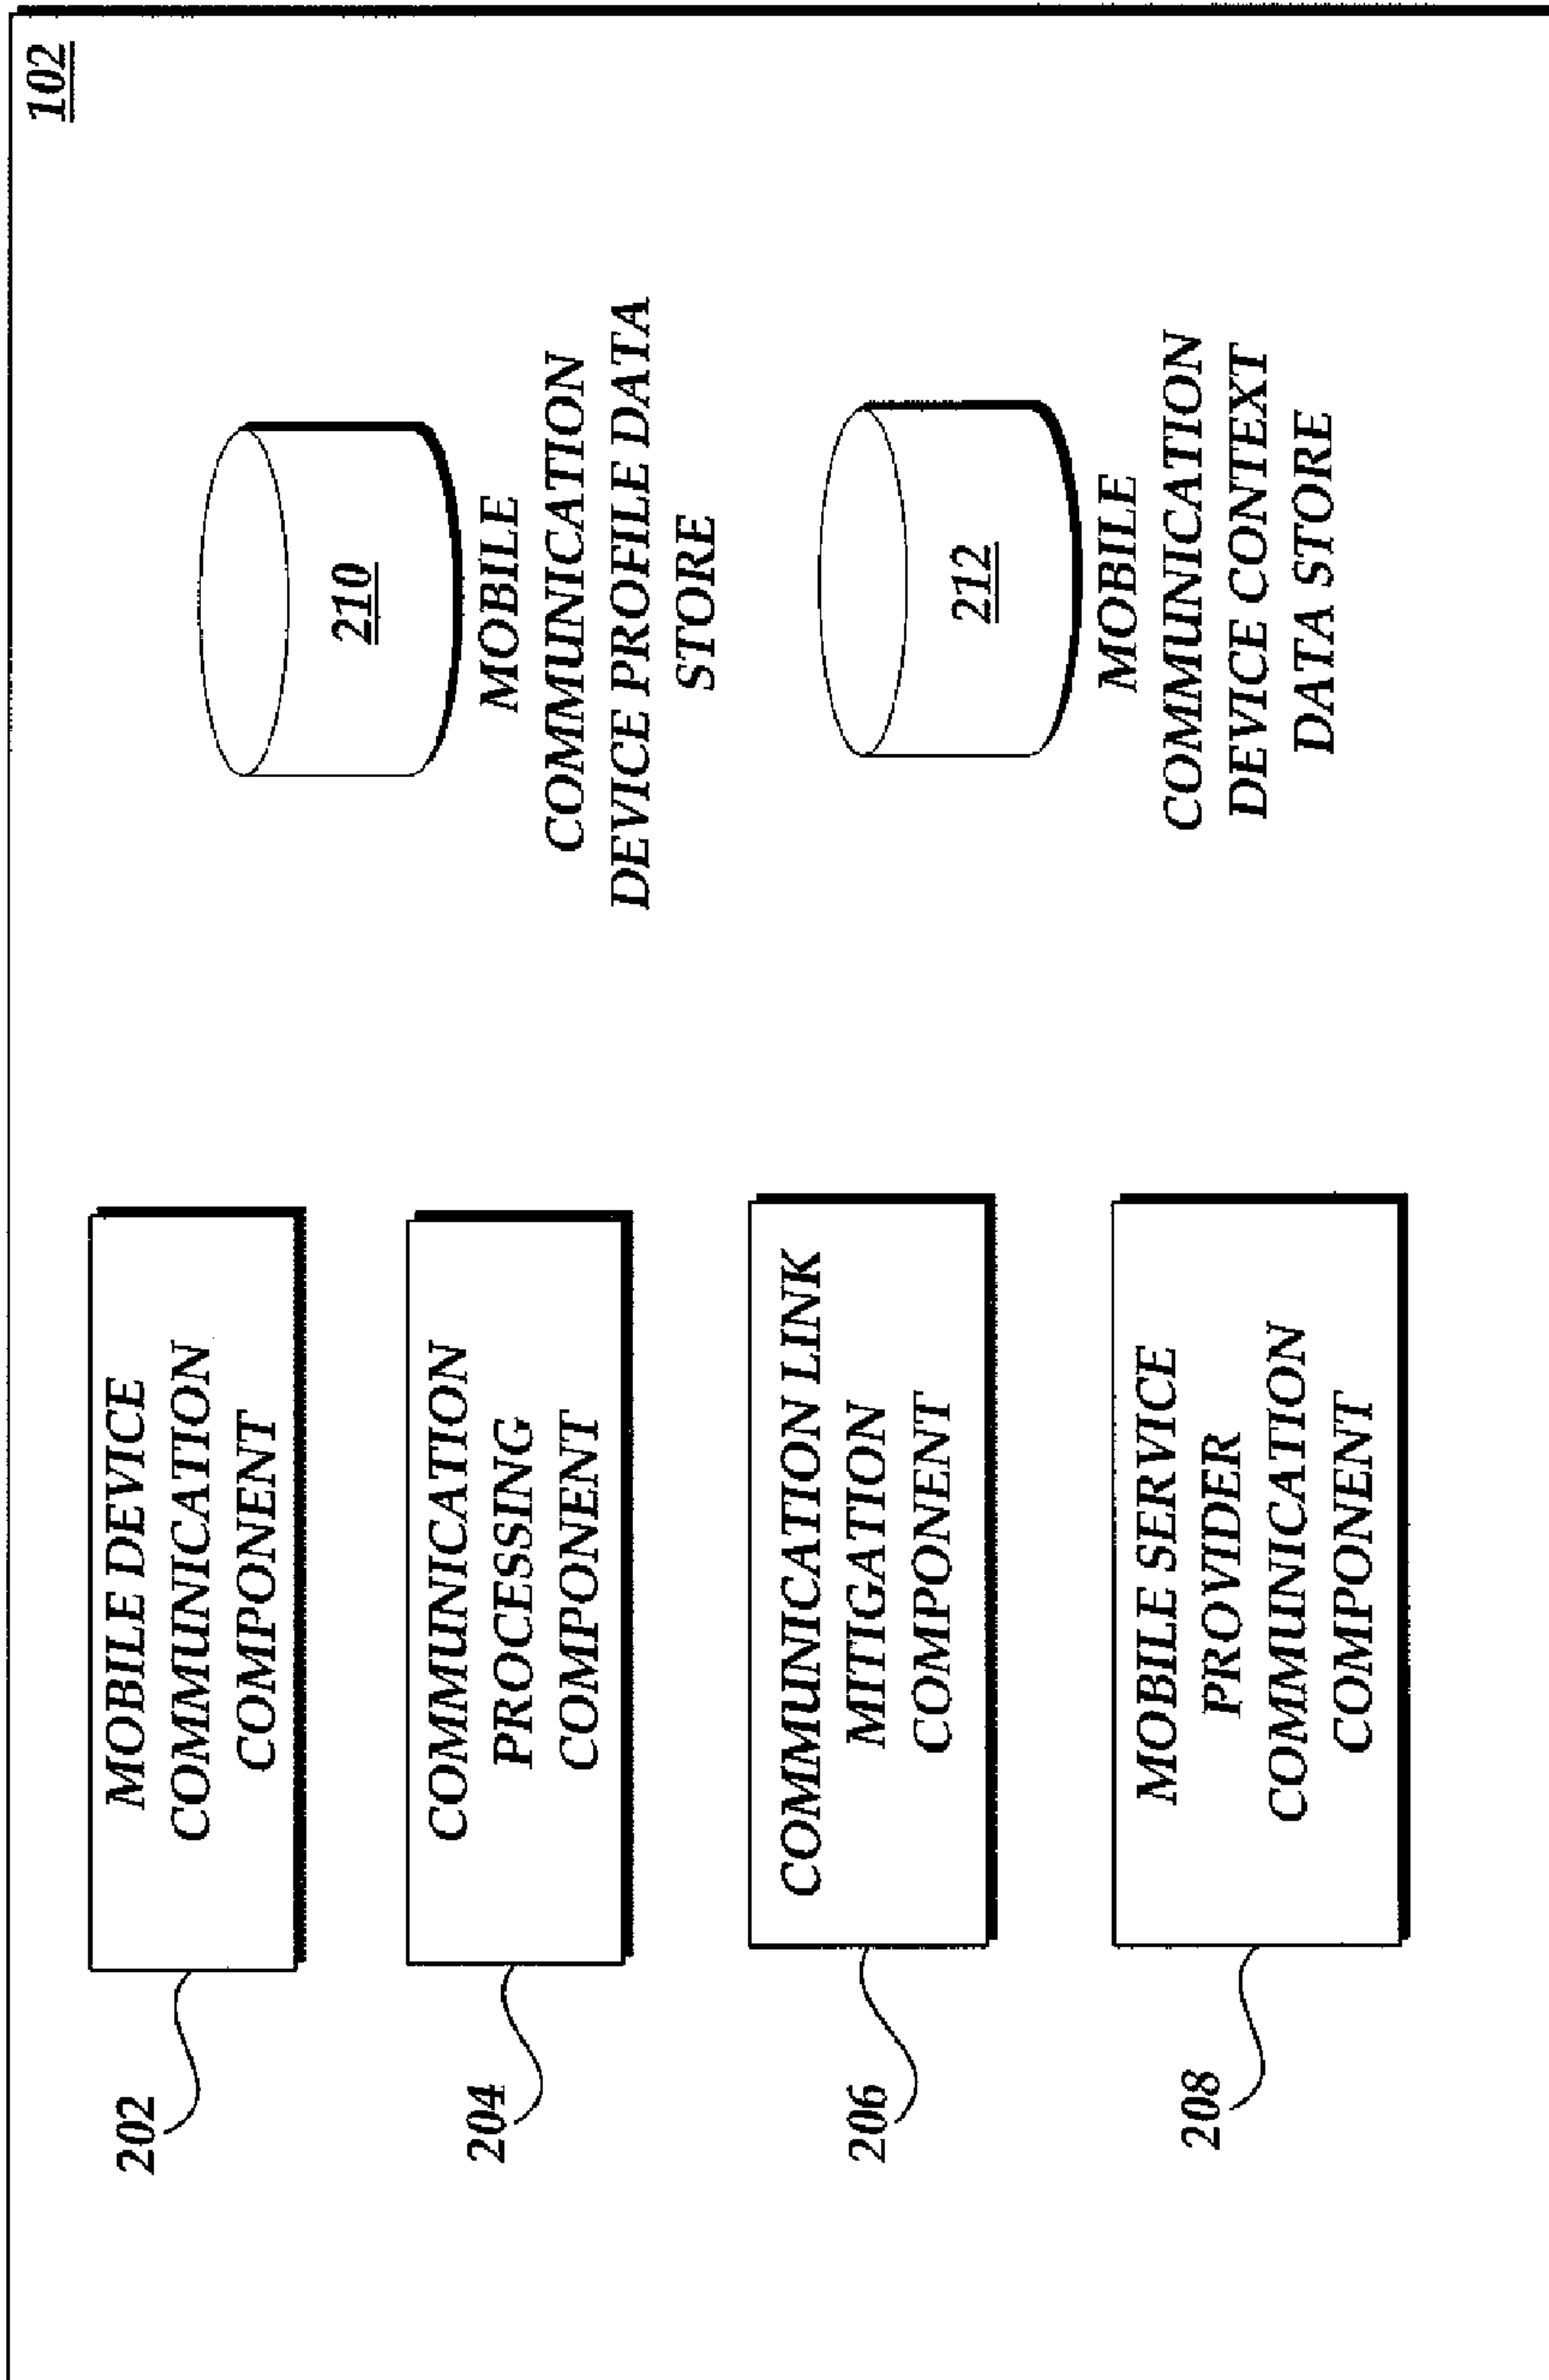 102
202
MOBILE DEVICE
COMMUNICATION
COMPONENT
204
COMMUNICATION
PROCESSING
COMPONENT
206
COMMUNICATION LINK
MITIGATION
COMPONENT
208
MOBILE SERVICE
PROVIDER
COMMUNICATION
COMPONENT
210
MOBILE
COMMUNICATION
DEVICE PROFILE DATA
STORE
212
MOBILE
COMMUNICATION
DEVICE CONTEXT
DATA STORE